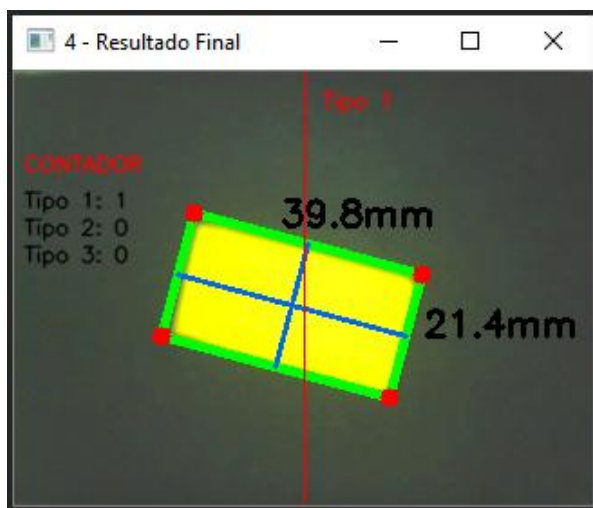 4 - Resultado Final
Tipo 1
CONTADOR
Tipo 1: 1
Tipo 2: 0
Tipo 3: 0
39.8mm
21.4mm